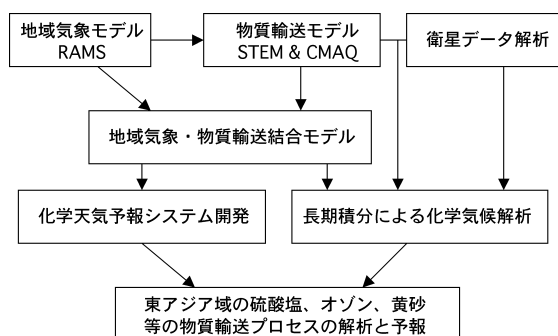 地域気象モデル
RAMS
物質輸送モデル
STEM & CMAQ
衛星データ解析
地域気象・物質輸送結合モデル
化学天気予報システム開発
長期積分による化学気候解析
東アジア域の硫酸塩、オゾン、黄砂
等の物質輸送プロセスの解析と予報